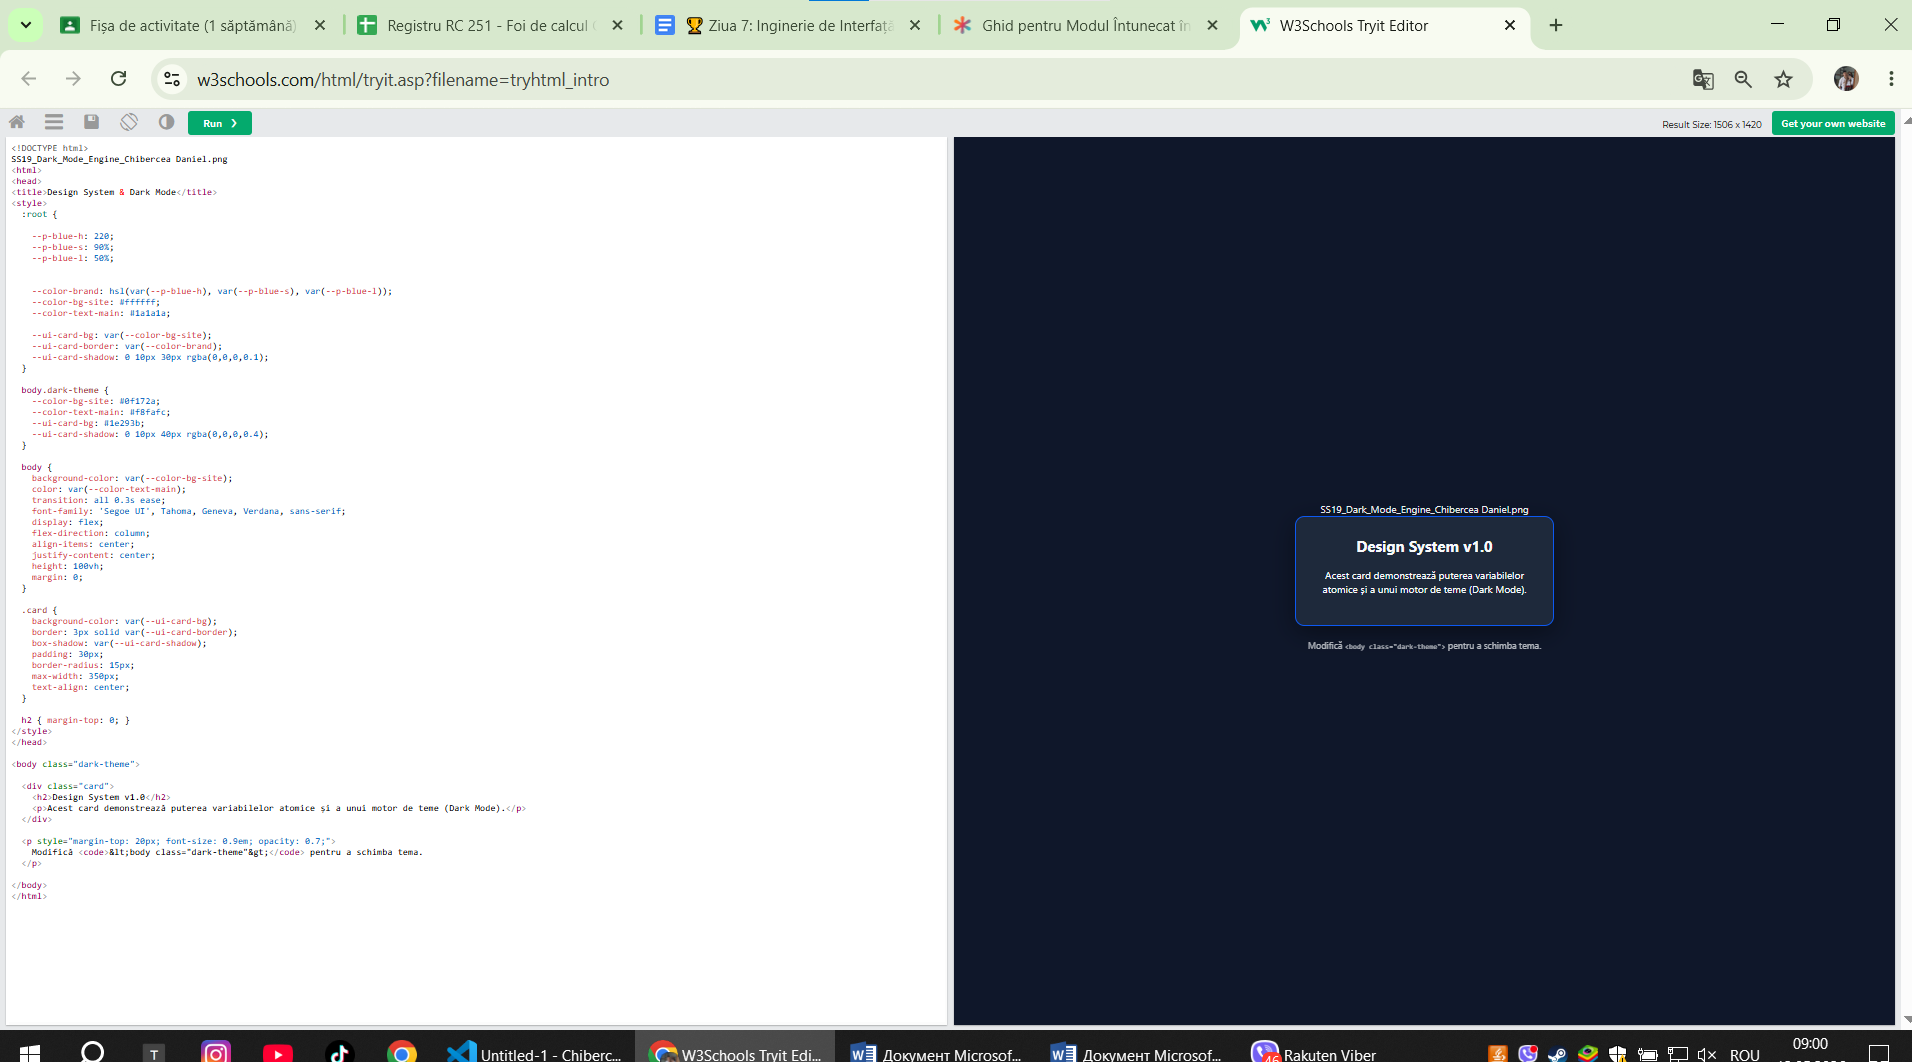 Fișa de activitate (1 săptămână)
Registru RC 251 - Foi de calcul
🏆 Ziua 7: Inginerie de Interfață
Ghid pentru Modul Întunecat în
W3Schools Tryit Editor
w3schools.com/html/tryit.asp?filename=tryhtml_intro
Run ❯
Result Size: 1506 x 1420
Get your own website
<!DOCTYPE html>
SS19_Dark_Mode_Engine_Chibercea Daniel.png
<html>
<head>
<title>Design System & Dark Mode</title>
<style>
:root {
--p-blue-h: 220;
--p-blue-s: 90%;
--p-blue-l: 50%;
--color-brand: hsl(var(--p-blue-h), var(--p-blue-s), var(--p-blue-l));
--color-bg-site: #ffffff;
--color-text-main: #1a1a1a;
--ui-card-bg: var(--color-bg-site);
--ui-card-border: var(--color-brand);
--ui-card-shadow: 0 10px 30px rgba(0,0,0,0.1);
}
body.dark-theme {
--color-bg-site: #0f172a;
--color-text-main: #f8fafc;
--ui-card-bg: #1e293b;
--ui-card-shadow: 0 10px 40px rgba(0,0,0,0.4);
}
body {
background-color: var(--color-bg-site);
color: var(--color-text-main);
transition: all 0.3s ease;
font-family: 'Segoe UI', Tahoma, Geneva, Verdana, sans-serif;
display: flex;
flex-direction: column;
align-items: center;
justify-content: center;
height: 100vh;
margin: 0;
}
.card {
background-color: var(--ui-card-bg);
border: 3px solid var(--ui-card-border);
box-shadow: var(--ui-card-shadow);
padding: 30px;
border-radius: 15px;
max-width: 350px;
text-align: center;
}
h2 { margin-top: 0; }
</style>
</head>
<body class="dark-theme">
<div class="card">
<h2>Design System v1.0</h2>
<p>Acest card demonstrează puterea variabilelor atomice și a unui motor de teme (Dark Mode).</p>
</div>
<p style="margin-top: 20px; font-size: 0.9em; opacity: 0.7;">
Modifică <code>&lt;body class="dark-theme"&gt;</code> pentru a schimba tema.
</p>
</body>
</html>
SS19_Dark_Mode_Engine_Chibercea Daniel.png
Design System v1.0
Acest card demonstrează puterea variabilelor
atomice și a unui motor de teme (Dark Mode).
Modifică <body class="dark-theme"> pentru a schimba tema.
Untitled-1 - Chiberc...
W3Schools Tryit Edi...
Документ Microsof...
Документ Microsof...
46
Rakuten Viber
ROU
09:00